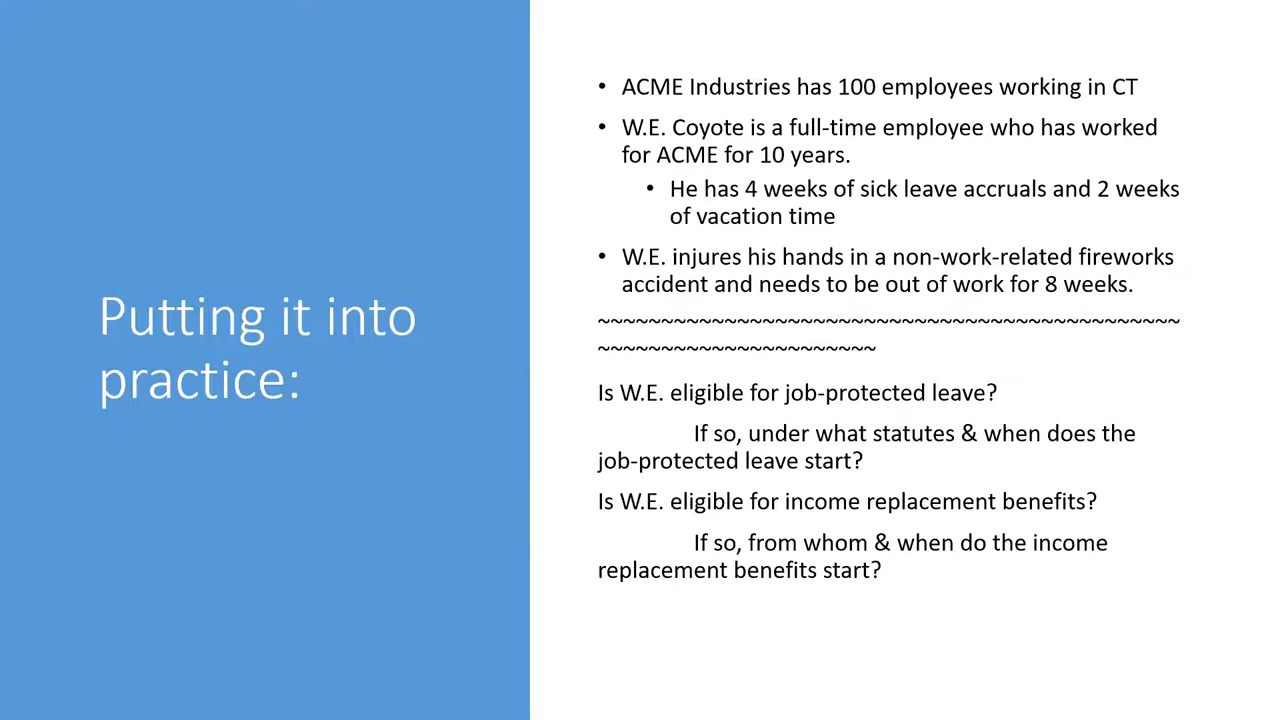 Putting it into
practice:
• ACME Industries has 100 employees working in CT
• W.E. Coyote is a full-time employee who has worked
for ACME for 10 years.
• He has 4 weeks of sick leave accruals and 2 weeks
of vacation time
• W.E. injures his hands in a non-work-related fireworks
accident and needs to be out of work for 8 weeks.
~~~~~~~~~~~~~~~~~~~~~~~~~~~~~~~~~~~~~~~~~~~~~~
~~~~~~~~~~~~~~~~~~~~~~
Is W.E. eligible for job-protected leave?
If so, under what statutes & when does the
job-protected leave start?
Is W.E. eligible for income replacement benefits?
If so, from whom & when do the income
replacement benefits start?